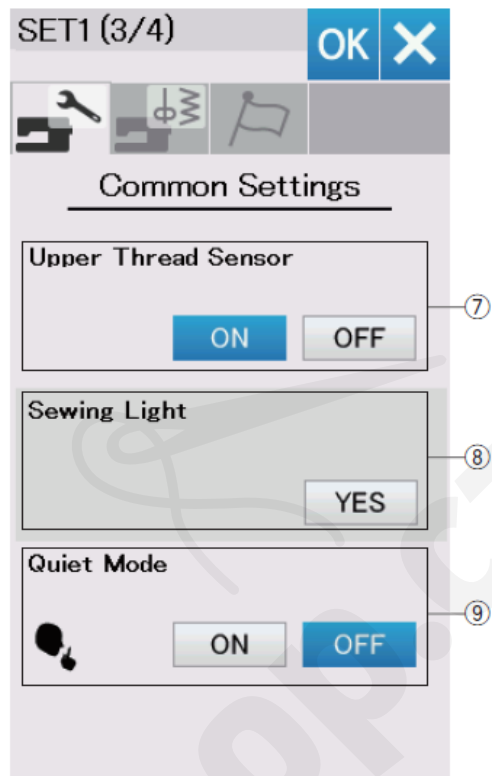 SET1 (3/4)
OK
Common Settings
Upper Thread Sensor
ON OFF
⑦
Sewing Light
⑧
YES
Quiet Mode
ON OFF
⑨